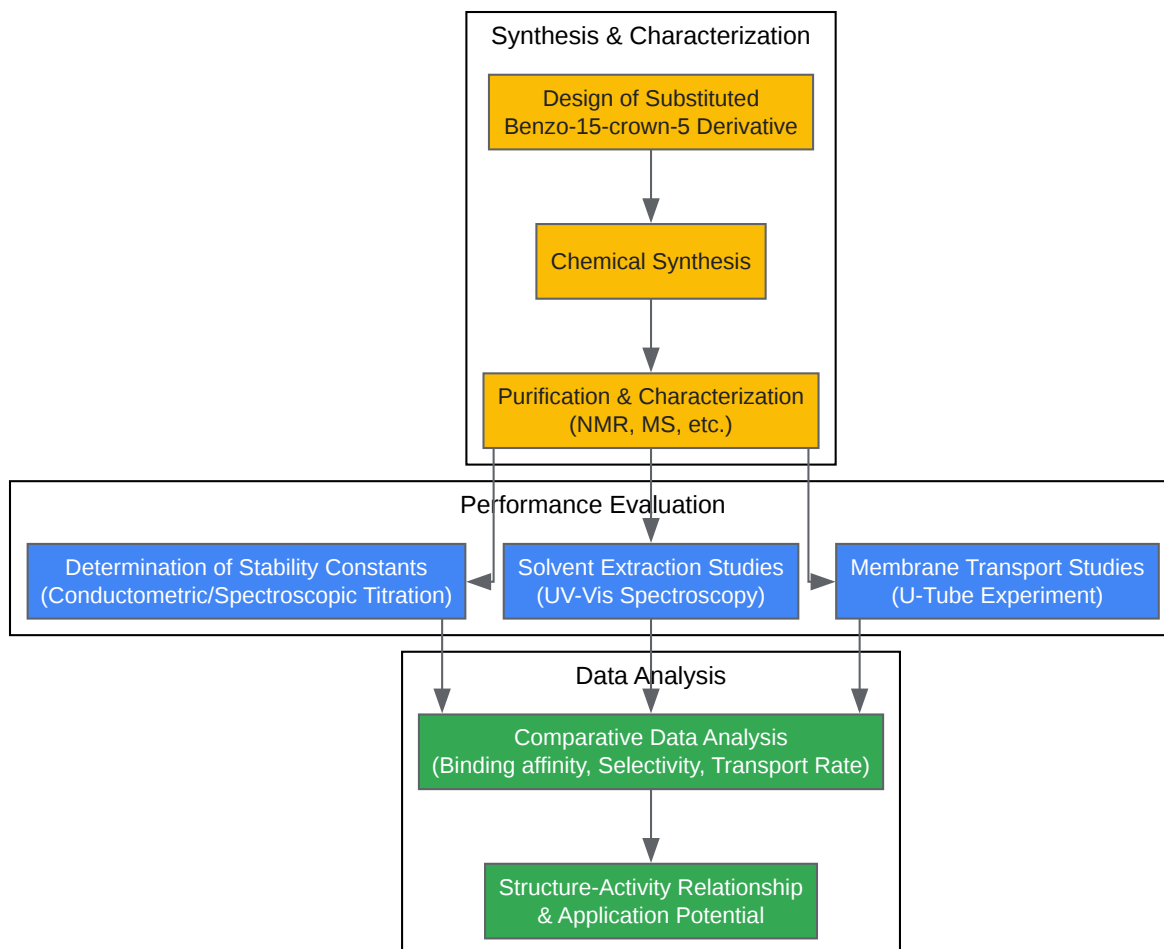 Synthesis & Characterization
Design of Substituted
Benzo-15-crown-5 Derivative
Chemical Synthesis
Purification & Characterization
(NMR, MS, etc.)
Performance Evaluation
Determination of Stability Constants
(Conductometric/Spectroscopic Titration)
Solvent Extraction Studies
(UV-Vis Spectroscopy)
Membrane Transport Studies
(U-Tube Experiment)
Data Analysis
Comparative Data Analysis
(Binding affinity, Selectivity, Transport Rate)
Structure-Activity Relationship
& Application Potential